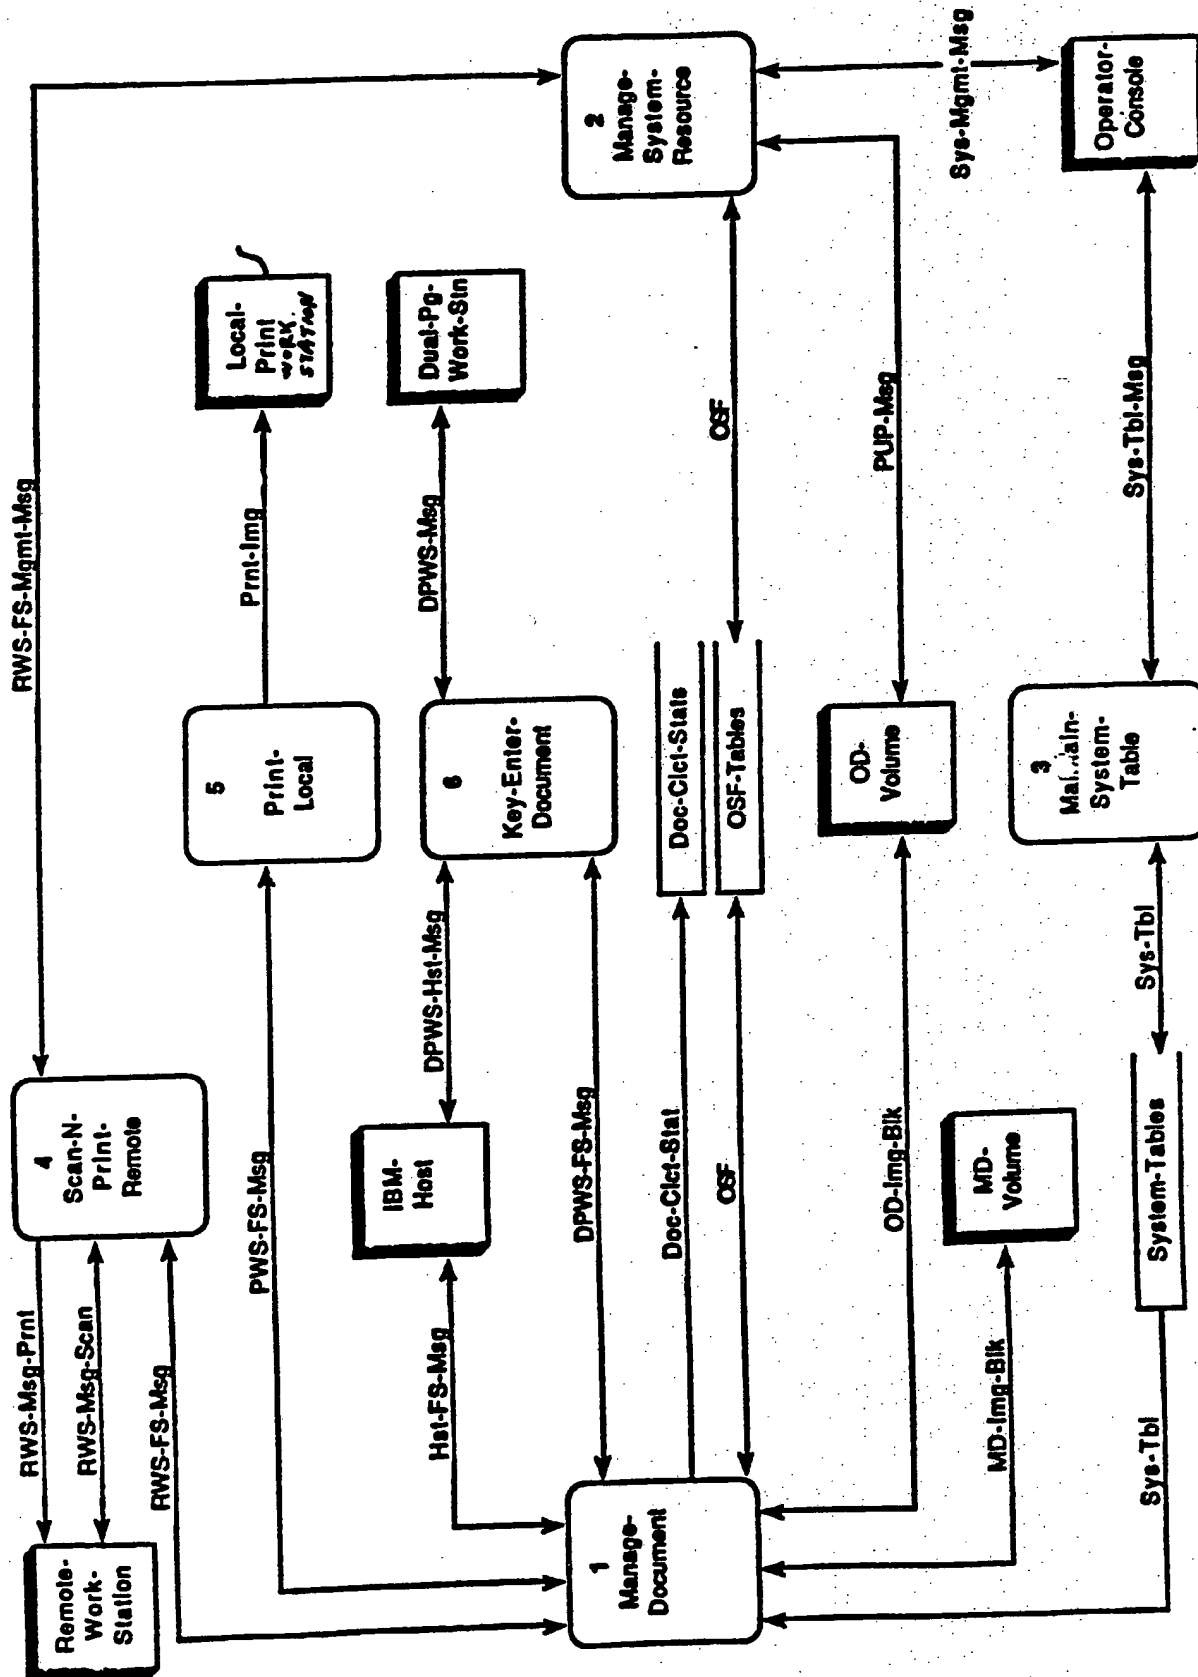 Remote-
Work-
Station
RWS-Msg-Prnt
RWS-Msg-Scan
RWS-FS-Msg
4
Scan-N-
Print-
Remote
RWS-FS-Mgmt-Msg
PWS-FS-Msg
5
Print-
Local
Prnt-Img
Local-
Print
WORK
STATION
Hst-FS-Msg
IBM-
Host
DPWS-Hst-Msg
6
Key-Enter-
Document
DPWS-Msg
Dual-Pg-
Work-Stn
DPWS-FS-Msg
1
Manage-
Document
Doc-Clct-Stat
Doc-Clct-Stats
OSF
OSF-Tables
OSF
2
Manage-
System-
Resource
OD-Img-Blk
OD-
Volume
PUP-Msg
MD-Img-Blk
MD-
Volume
Sys-Mgmt-Msg
Sys-Tbl
System-Tables
Sys-Tbl
3
System-
Table
Sys-Tbl-Msg
Operator-
Console